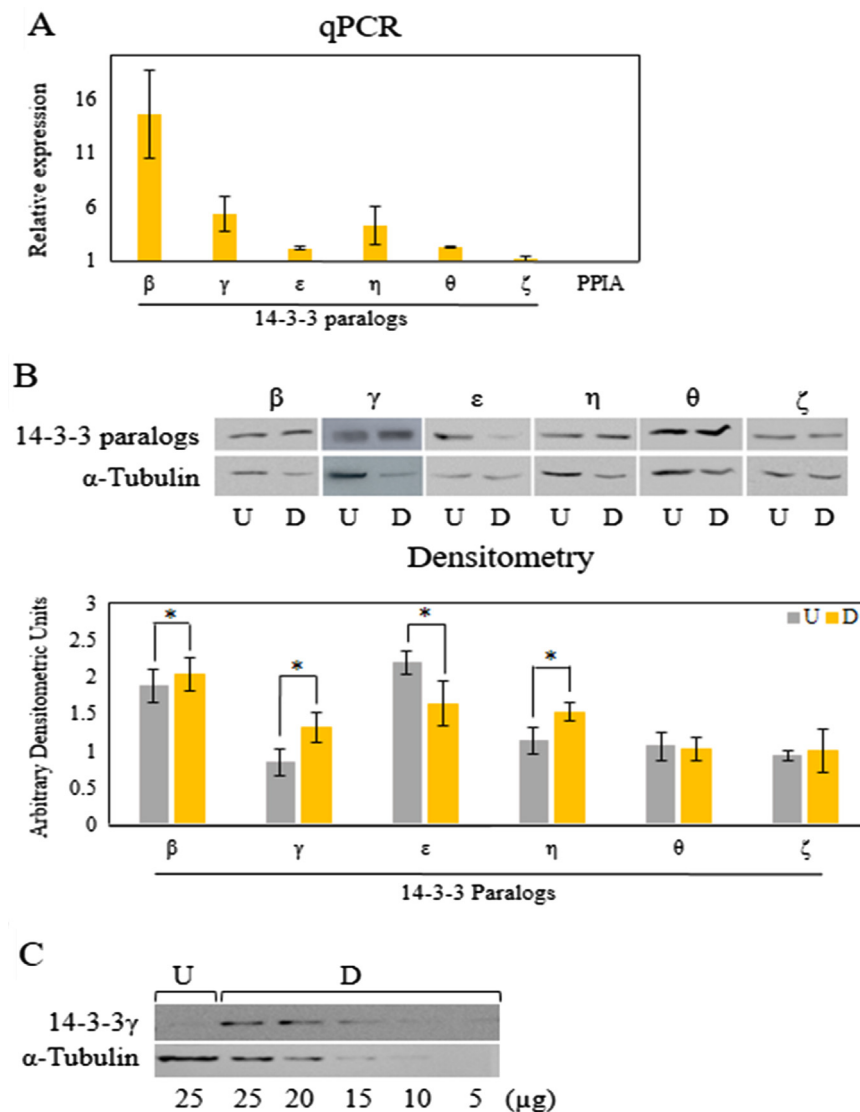 A
qPCR
Relative expression
16
11
6
1
β γ ε η θ ζ PPIA
14-3-3 paralogs
B
β γ ε η θ ζ
14-3-3 paralogs
α-Tubulin
U D U D U D U D U D U D
Densitometry
Arbitrary Densitometric Units
3
2.5
2
1.5
1
0.5
0
* * * *
U D
β γ ε η θ ζ
14-3-3 Paralogs
C
U D
14-3-3γ
α-Tubulin
25 25 20 15 10 5 (µg)